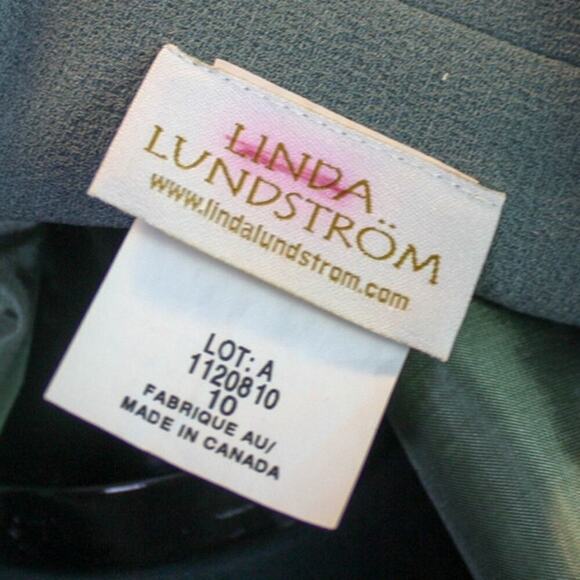 LINDA
LUNDSTRÖM
www.lindalundstrom.com
LOT: A
1120810
10
FABRIQUE AU/
MADE IN CANADA